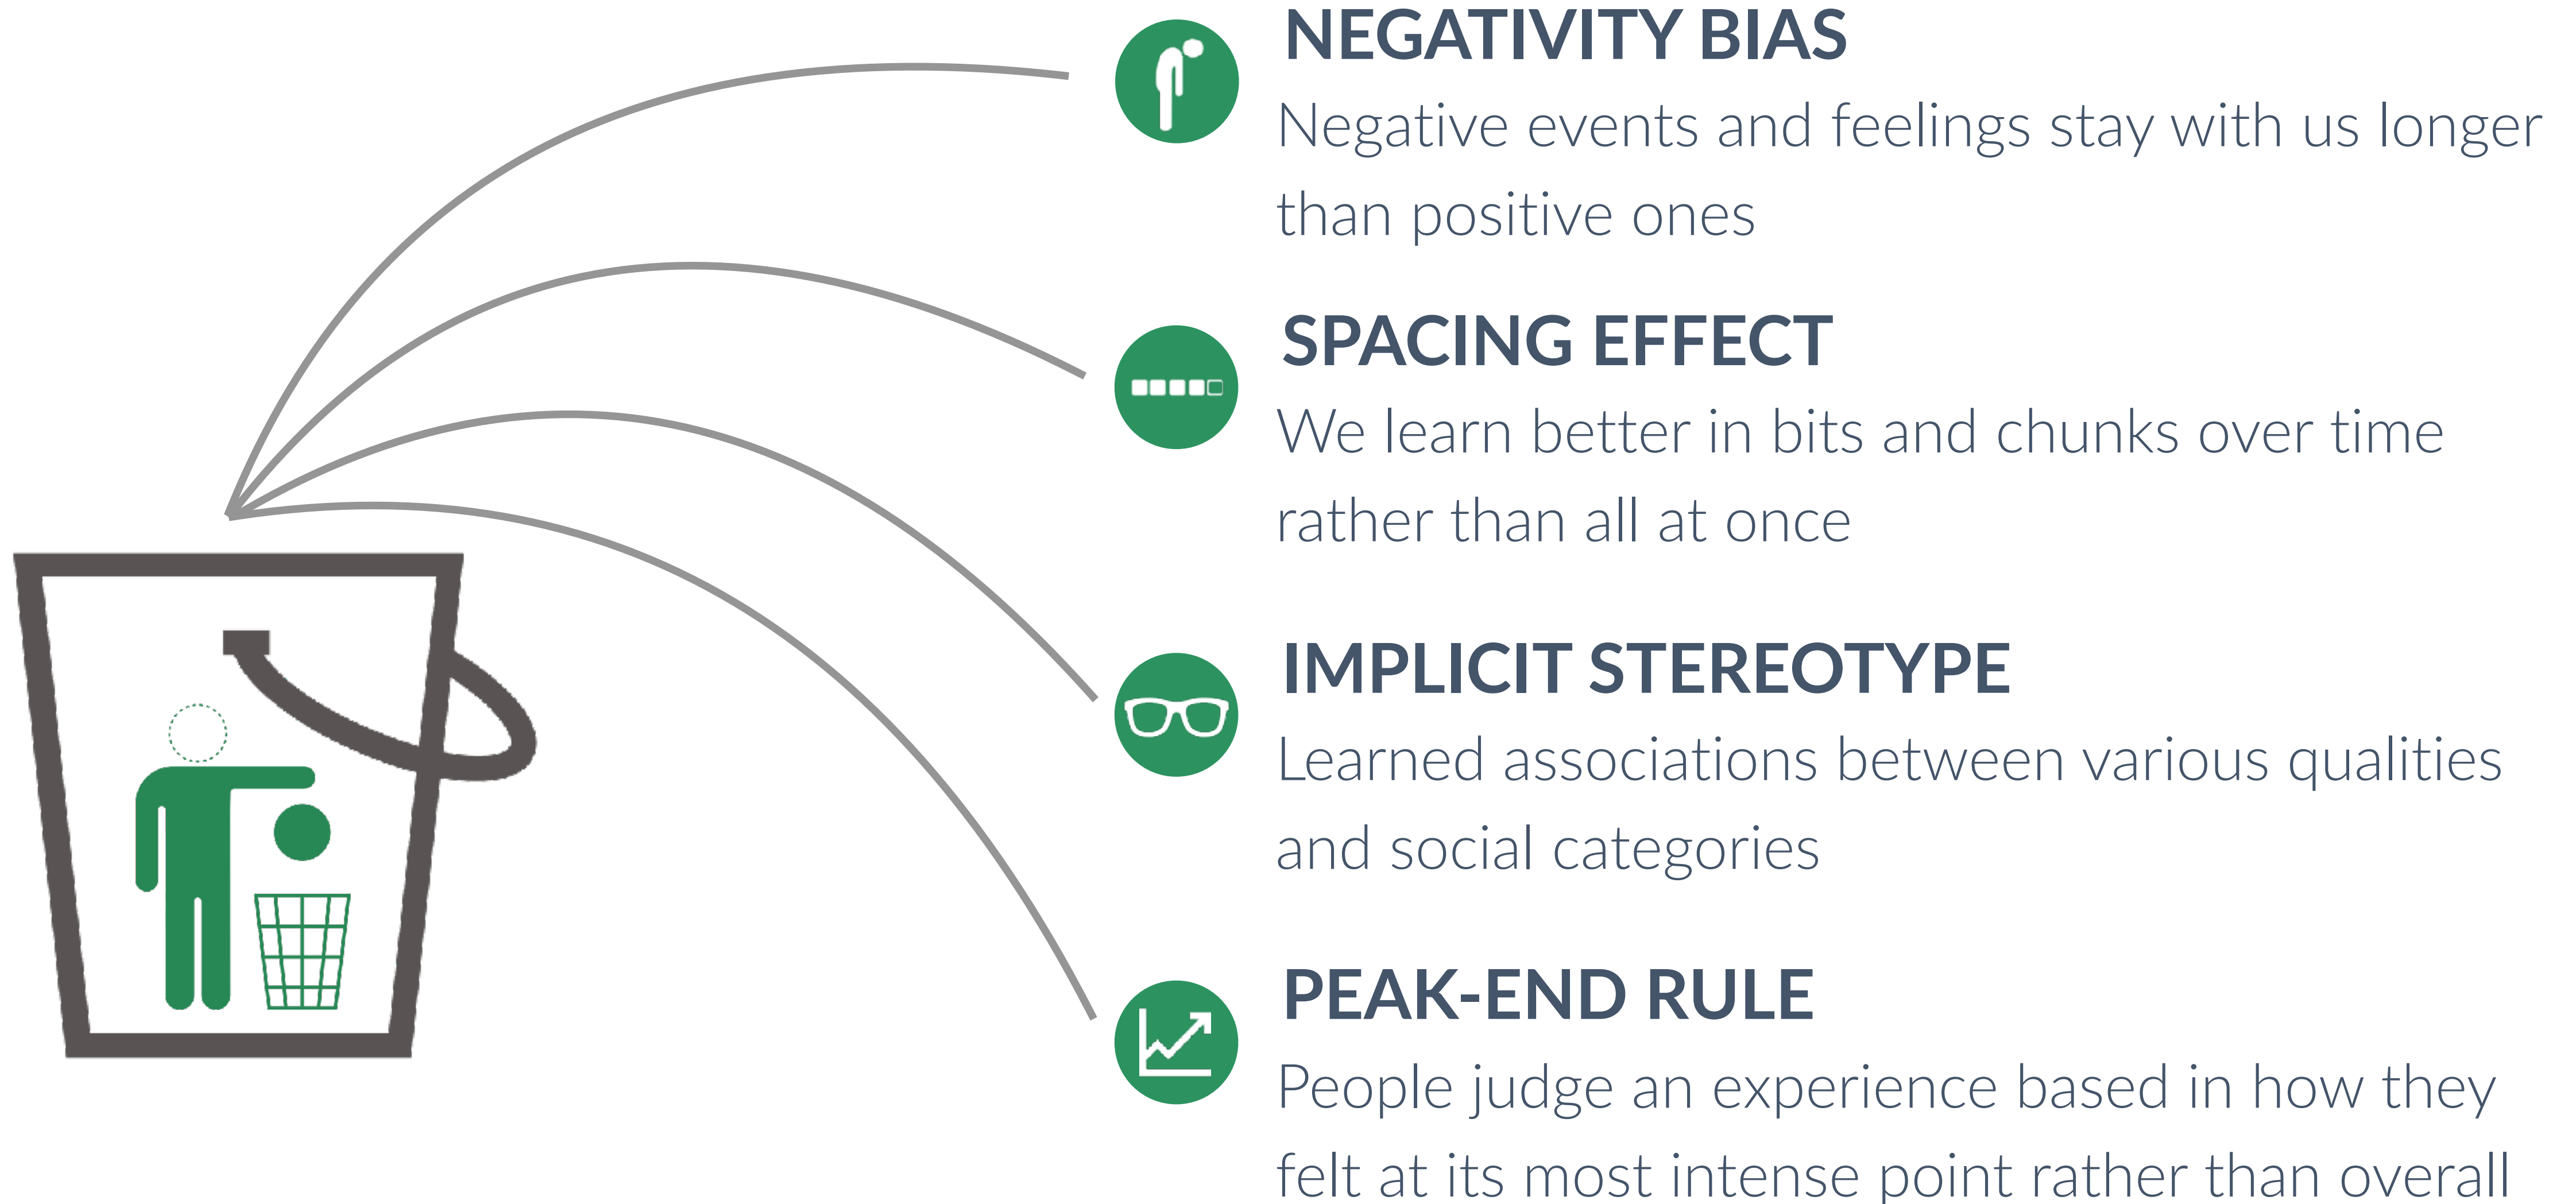 NEGATIVITY BIAS
Negative events and feelings stay with us longer
than positive ones
SPACING EFFECT
We learn better in bits and chunks over time
rather than all at once
IMPLICIT STEREOTYPE
Learned associations between various qualities
and social categories
PEAK-END RULE
People judge an experience based in how they
felt at its most intense point rather than overall